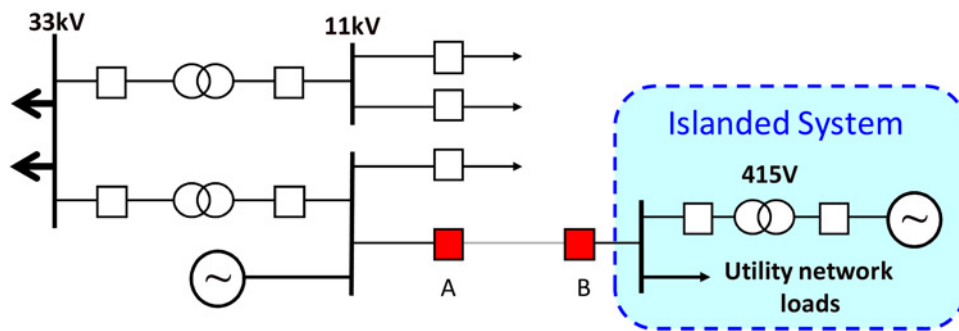 33kV
11kV
Islanded System
415V
A
B
Utility network
loads